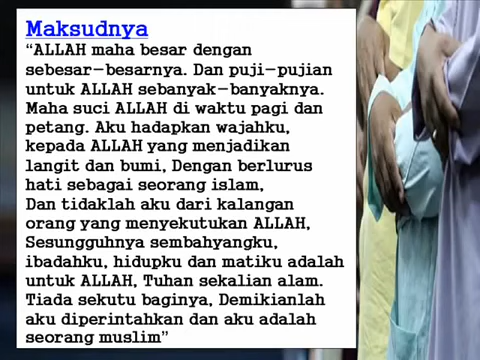 Maksudnya
“ALLAH maha besar dengan
sebesar-besarnya. Dan puji-pujian
untuk ALLAH sebanyak-banyaknya.
Maha suci ALLAH di waktu pagi dan
petang. Aku hadapkan wajahku,
kepada ALLAH yang menjadikan
langit dan bumi, Dengan berlurus
hati sebagai seorang islam,
Dan tidaklah aku dari kalangan
orang yang menyekutukan ALLAH,
Sesungguhnya sembahyangku,
ibadahku, hidupku dan matiku adalah
untuk ALLAH, Tuhan sekalian alam.
Tiada sekutu baginya, Demikianlah
aku diperintahkan dan aku adalah
seorang muslim”